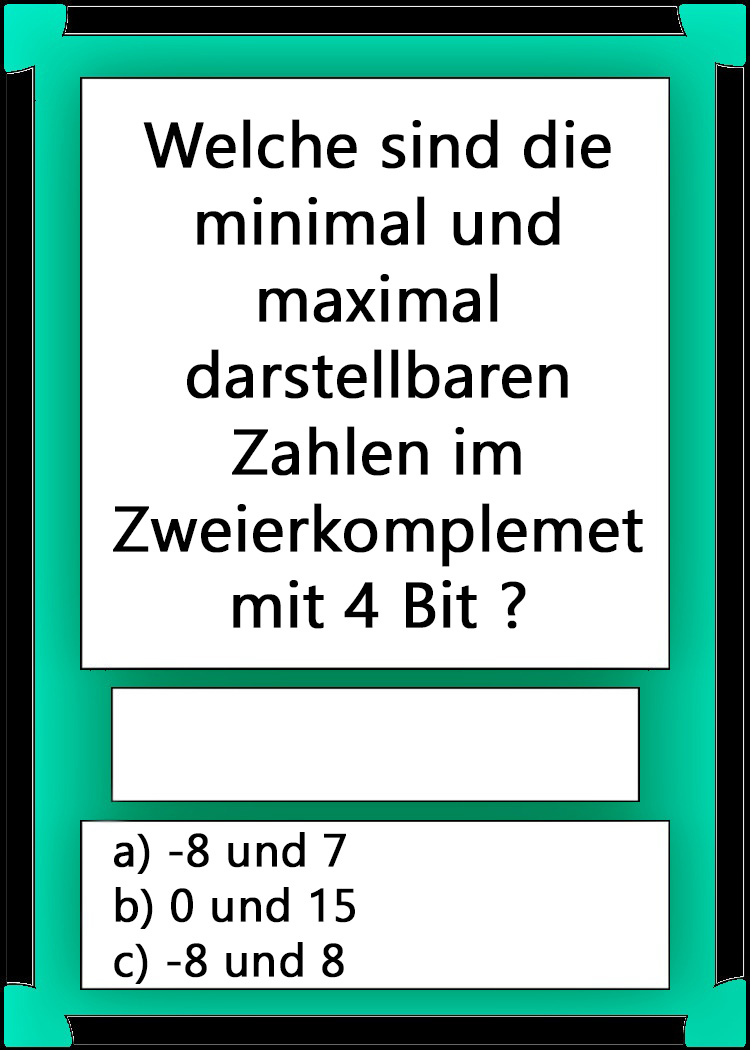 Welche sind die
minimal und
maximal
darstellbaren
Zahlen im
Zweierkomplemet
mit 4 Bit ?
a) -8 und 7
b) 0 und 15
c) -8 und 8